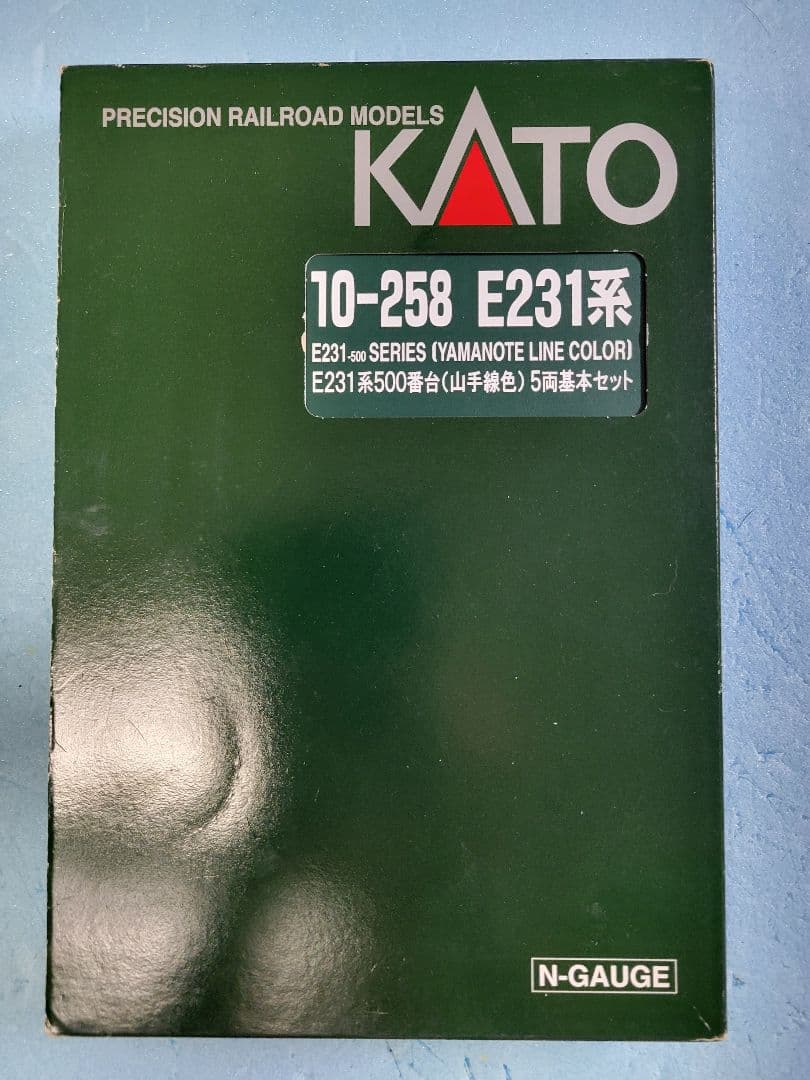 PRECISION RAILROAD MODELS
KATO
10-258 E231系
E231-500 SERIES (YAMANOTE LINE COLOR)
E231系500番台(山手線色) 5両基本セット
N-GAUGE